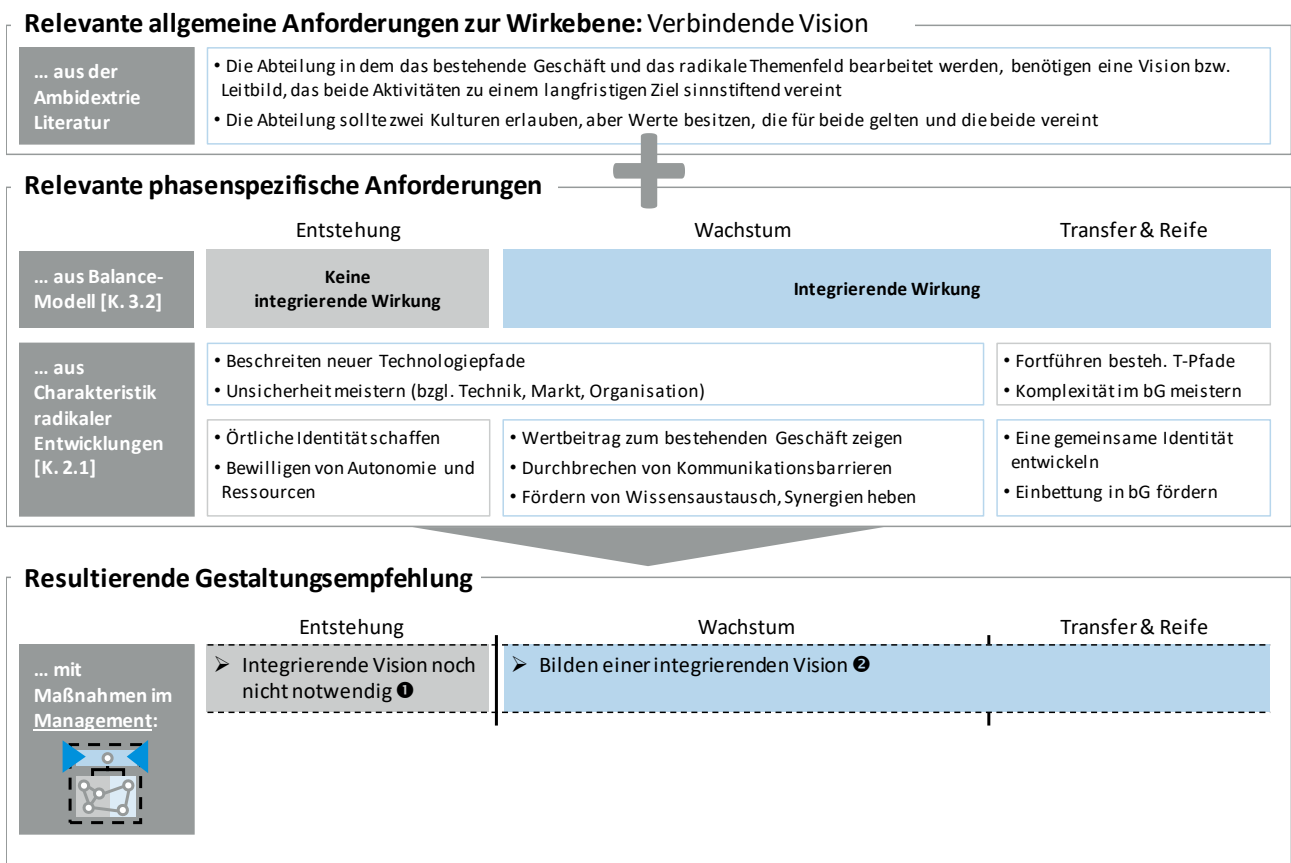 Relevante allgemeine Anforderungen zur Wirkebene: Verbindende Vision
... aus der
Ambidextrie
Literatur
• Die Abteilung in dem das bestehende Geschäft und das radikale Themenfeld bearbeitet werden, benötigen eine Vision bzw.
Leitbild, das beide Aktivitäten zu einem langfristigen Ziel sinnstiftend vereint
• Die Abteilung sollte zwei Kulturen erlauben, aber Werte besitzen, die für beide gelten und die beide vereint
Relevante phasenspezifische Anforderungen
Entstehung
Wachstum
Transfer & Reife
... aus Balance-
Modell [K. 3.2]
Keine
integrierende Wirkung
Integrierende Wirkung
... aus
Charakteristik
radikaler
Entwicklungen
[K. 2.1]
• Beschreiten neuer Technologiepfade
• Unsicherheit meistern (bzgl. Technik, Markt, Organisation)
• Fortführen besteh. T-Pfade
• Komplexität im bG meistern
• Örtliche Identität schaffen
• Bewilligen von Autonomie und
Ressourcen
• Wertbeitrag zum bestehenden Geschäft zeigen
• Durchbrechen von Kommunikationsbarrieren
• Fördern von Wissensaustausch, Synergien heben
• Eine gemeinsame Identität
entwickeln
• Einbettung in bG fördern
Resultierende Gestaltungsempfehlung
Entstehung
Wachstum
Transfer & Reife
... mit
Maßnahmen im
Management:
➢ Integrierende Vision noch
nicht notwendig ❶
➢ Bilden einer integrierenden Vision ❷